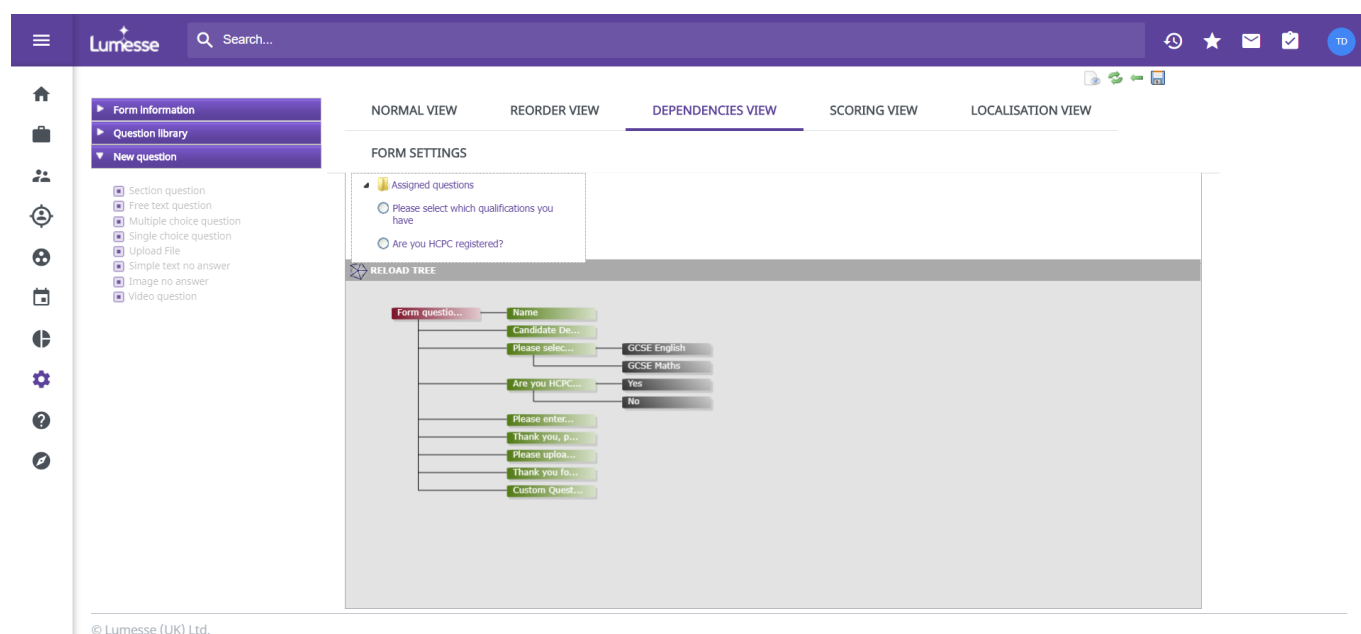 Lumesse
Search...
TD
Form Information
Question library
New question
Section question
Free text question
Multiple choice question
Single choice question
Upload File
Simple text no answer
Image no answer
Video question
NORMAL VIEW REORDER VIEW DEPENDENCIES VIEW SCORING VIEW LOCALISATION VIEW
FORM SETTINGS
Assigned questions
Please select which qualifications you
have
Are you HCPC registered?
RELOAD TREE
Form questio... Name
Candidate De...
Please selec... GCSE English
GCSE Maths
Are you HCPC... Yes
No
Please enter...
Thank you, p...
Please uploa...
Thank you fo...
Custom Quest...
© Lumesse (UK) Ltd.